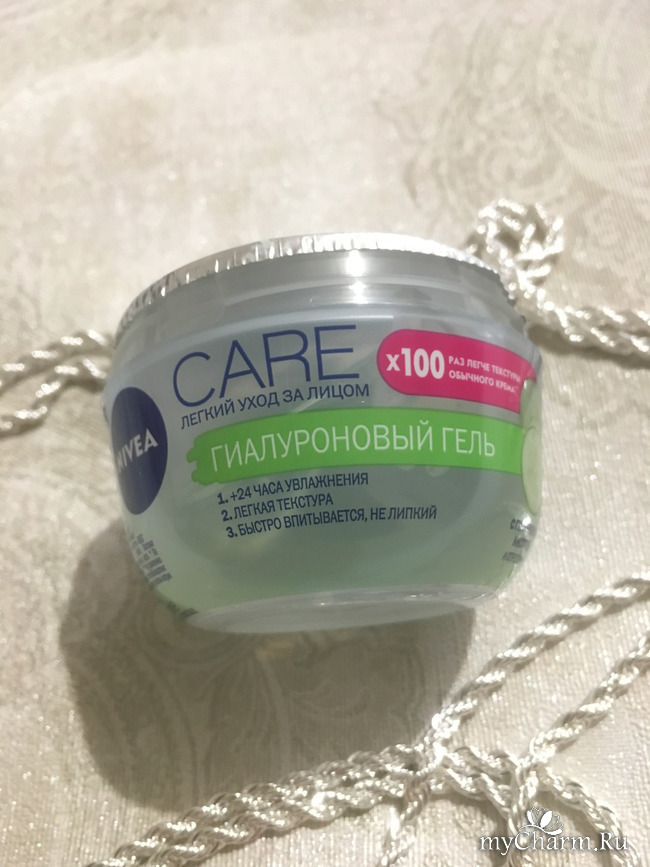 NIVEA
CARE
ЛЕГКИЙ УХОД ЗА ЛИЦОМ
x100 РАЗ ЛЕГЧЕ ТЕКСТУРЫ
ОБЫЧНОГО КРЕМА
ГИАЛУРОНОВЫЙ ГЕЛЬ
1. +24 ЧАСА УВЛАЖНЕНИЯ
2. ЛЕГКАЯ ТЕКСТУРА
3. БЫСТРО ВПИТЫВАЕТСЯ, НЕ ЛИПКИЙ
myCharm.Ru